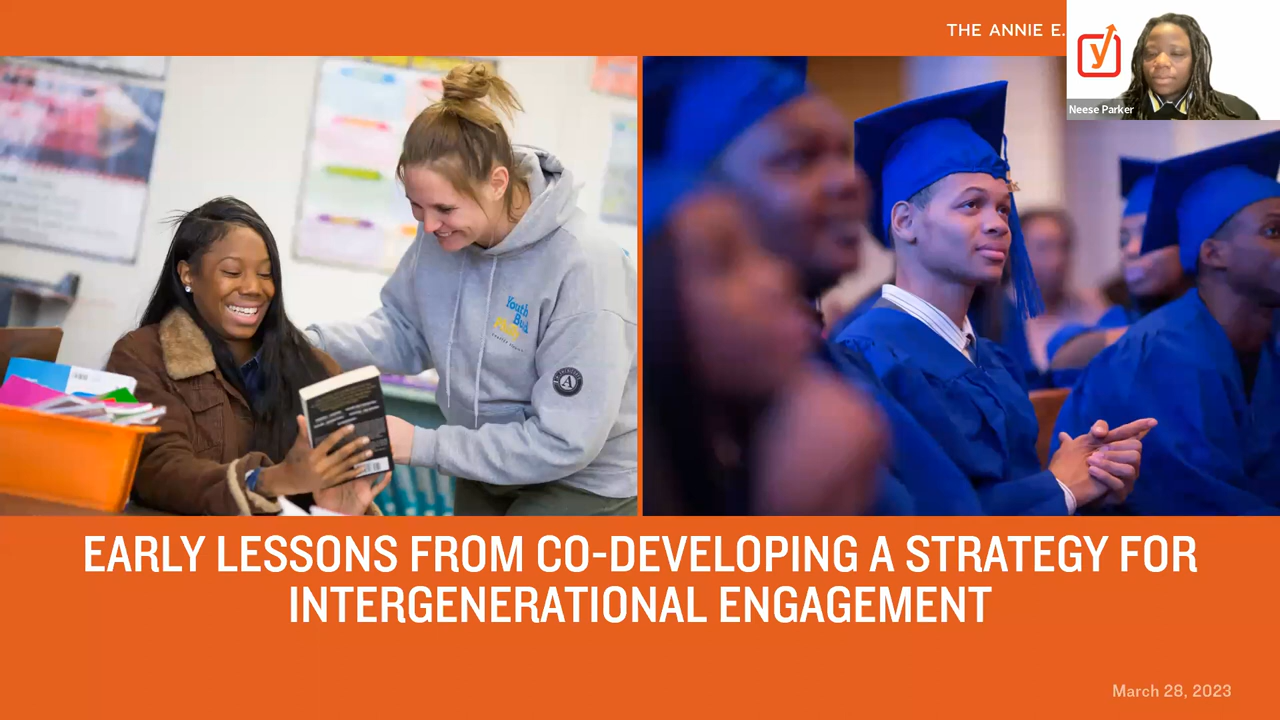 THE ANNIE E.
y
Neese Parker
Youth
Build
A
EARLY LESSONS FROM CO-DEVELOPING A STRATEGY FOR
INTERGENERATIONAL ENGAGEMENT
March 28, 2023